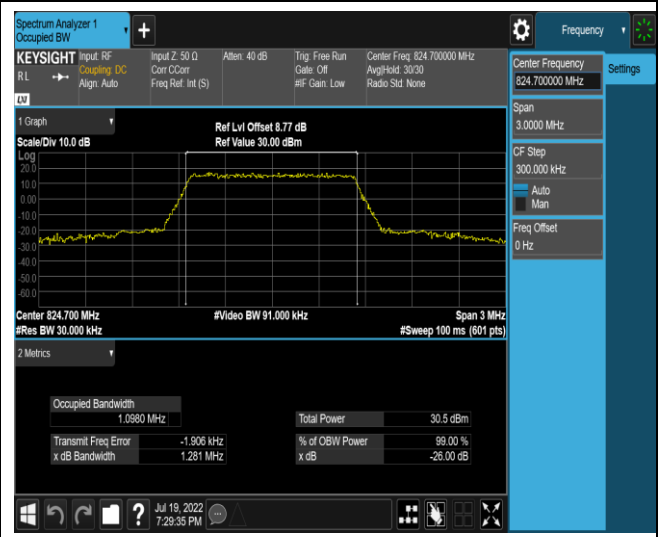 Spectrum Analyzer 1
Occupied BW
+
Frequency
KEYSIGHT
RL
Input: RF
Coupling: DC
Align: Auto
Input Z: 50 Ω
Corr CCorr
Freq Ref: Int (S)
Atten: 40 dB
Trig: Free Run
Gate: Off
#IF Gain: Low
Center Freq: 824.700000 MHz
Avg|Hold: 30/30
Radio Std: None
LXI
Center Frequency
824.700000 MHz
Settings
Span
3.0000 MHz
CF Step
300.000 kHz
Auto
Man
Freq Offset
0 Hz
1 Graph
Scale/Div 10.0 dB
Ref Lvl Offset 8.77 dB
Ref Value 30.00 dBm
Log
20.0
10.0
0.00
-10.0
-20.0
-30.0
-40.0
-50.0
-60.0
Center 824.700 MHz
#Res BW 30.000 kHz
#Video BW 91.000 kHz
Span 3 MHz
#Sweep 100 ms (601 pts)
2 Metrics
Occupied Bandwidth
1.0980 MHz
Total Power 30.5 dBm
Transmit Freq Error -1.906 kHz
% of OBW Power 99.00 %
x dB Bandwidth 1.281 MHz
x dB -26.00 dB
?
Jul 19, 2022
7:29:35 PM